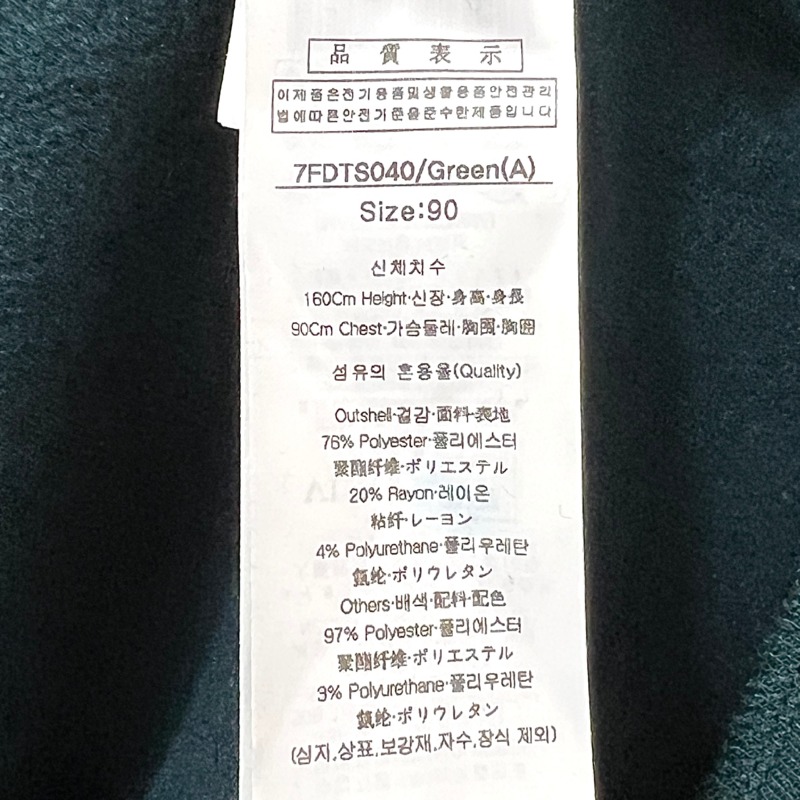 品質表示
이제품은전기용품및생활용품안전관리
법에따른안전기준을준수한제품입니다
7FDTS040/Green(A)
Size:90
신체치수
160Cm Height·신장·身高·身長
90Cm Chest·가슴둘레·胸围·胸囲
섬유의 혼용율(Quality)
Outshell·겉감·面料·表地
76% Polyester·폴리에스터
聚酯纤维·ポリエステル
20% Rayon·레이온
粘纤·レーヨン
4% Polyurethane·폴리우레탄
氨纶·ポリウレタン
Others·배색·配料·配色
97% Polyester·폴리에스터
聚酯纤维·ポリエステル
3% Polyurethane·폴리우레탄
氨纶·ポリウレタン
(심지,상표,보강재,자수,장식 제외)